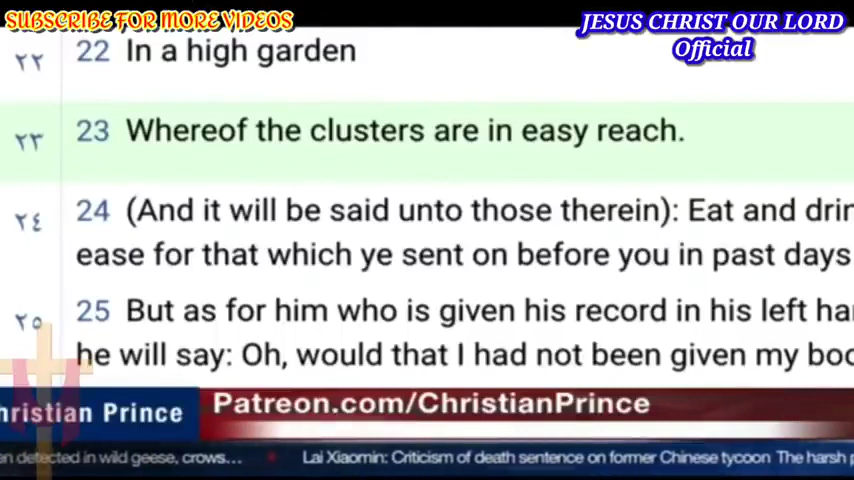 SUBSCRIBE FOR MORE VIDEOS
JESUS CHRIST OUR LORD
Official
٢٢ 22 In a high garden
٢٣ 23 Whereof the clusters are in easy reach.
٢٤ 24 (And it will be said unto those therein): Eat and drin
ease for that which ye sent on before you in past days
٢٥ 25 But as for him who is given his record in his left ha
he will say: Oh, would that I had not been given my boo
hristian Prince
Patreon.com/ChristianPrince
en detected in wild geese, crows... • Lai Xiaomin: Criticism of death sentence on former Chinese tycoon The harsh p